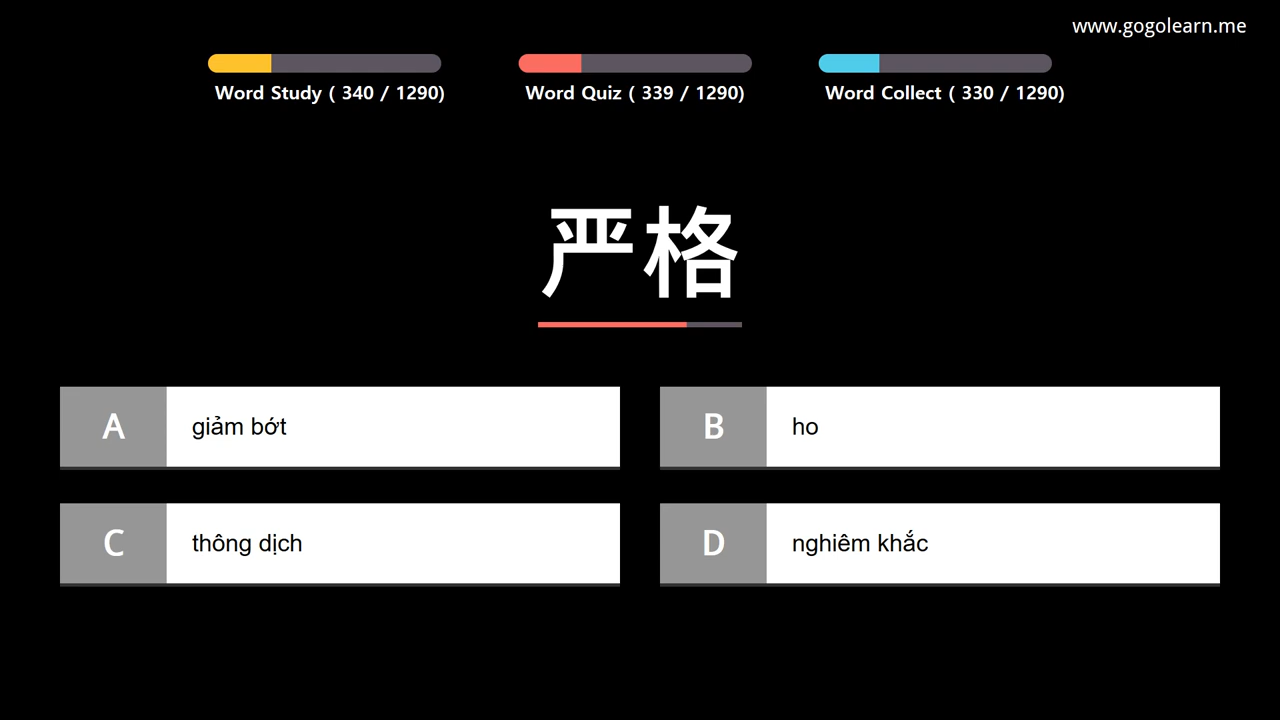 www.gogolearn.me
Word Study ( 340 / 1290)
Word Quiz ( 339 / 1290)
Word Collect ( 330 / 1290)
严格
A giảm bớt
B ho
C thông dịch
D nghiêm khắc